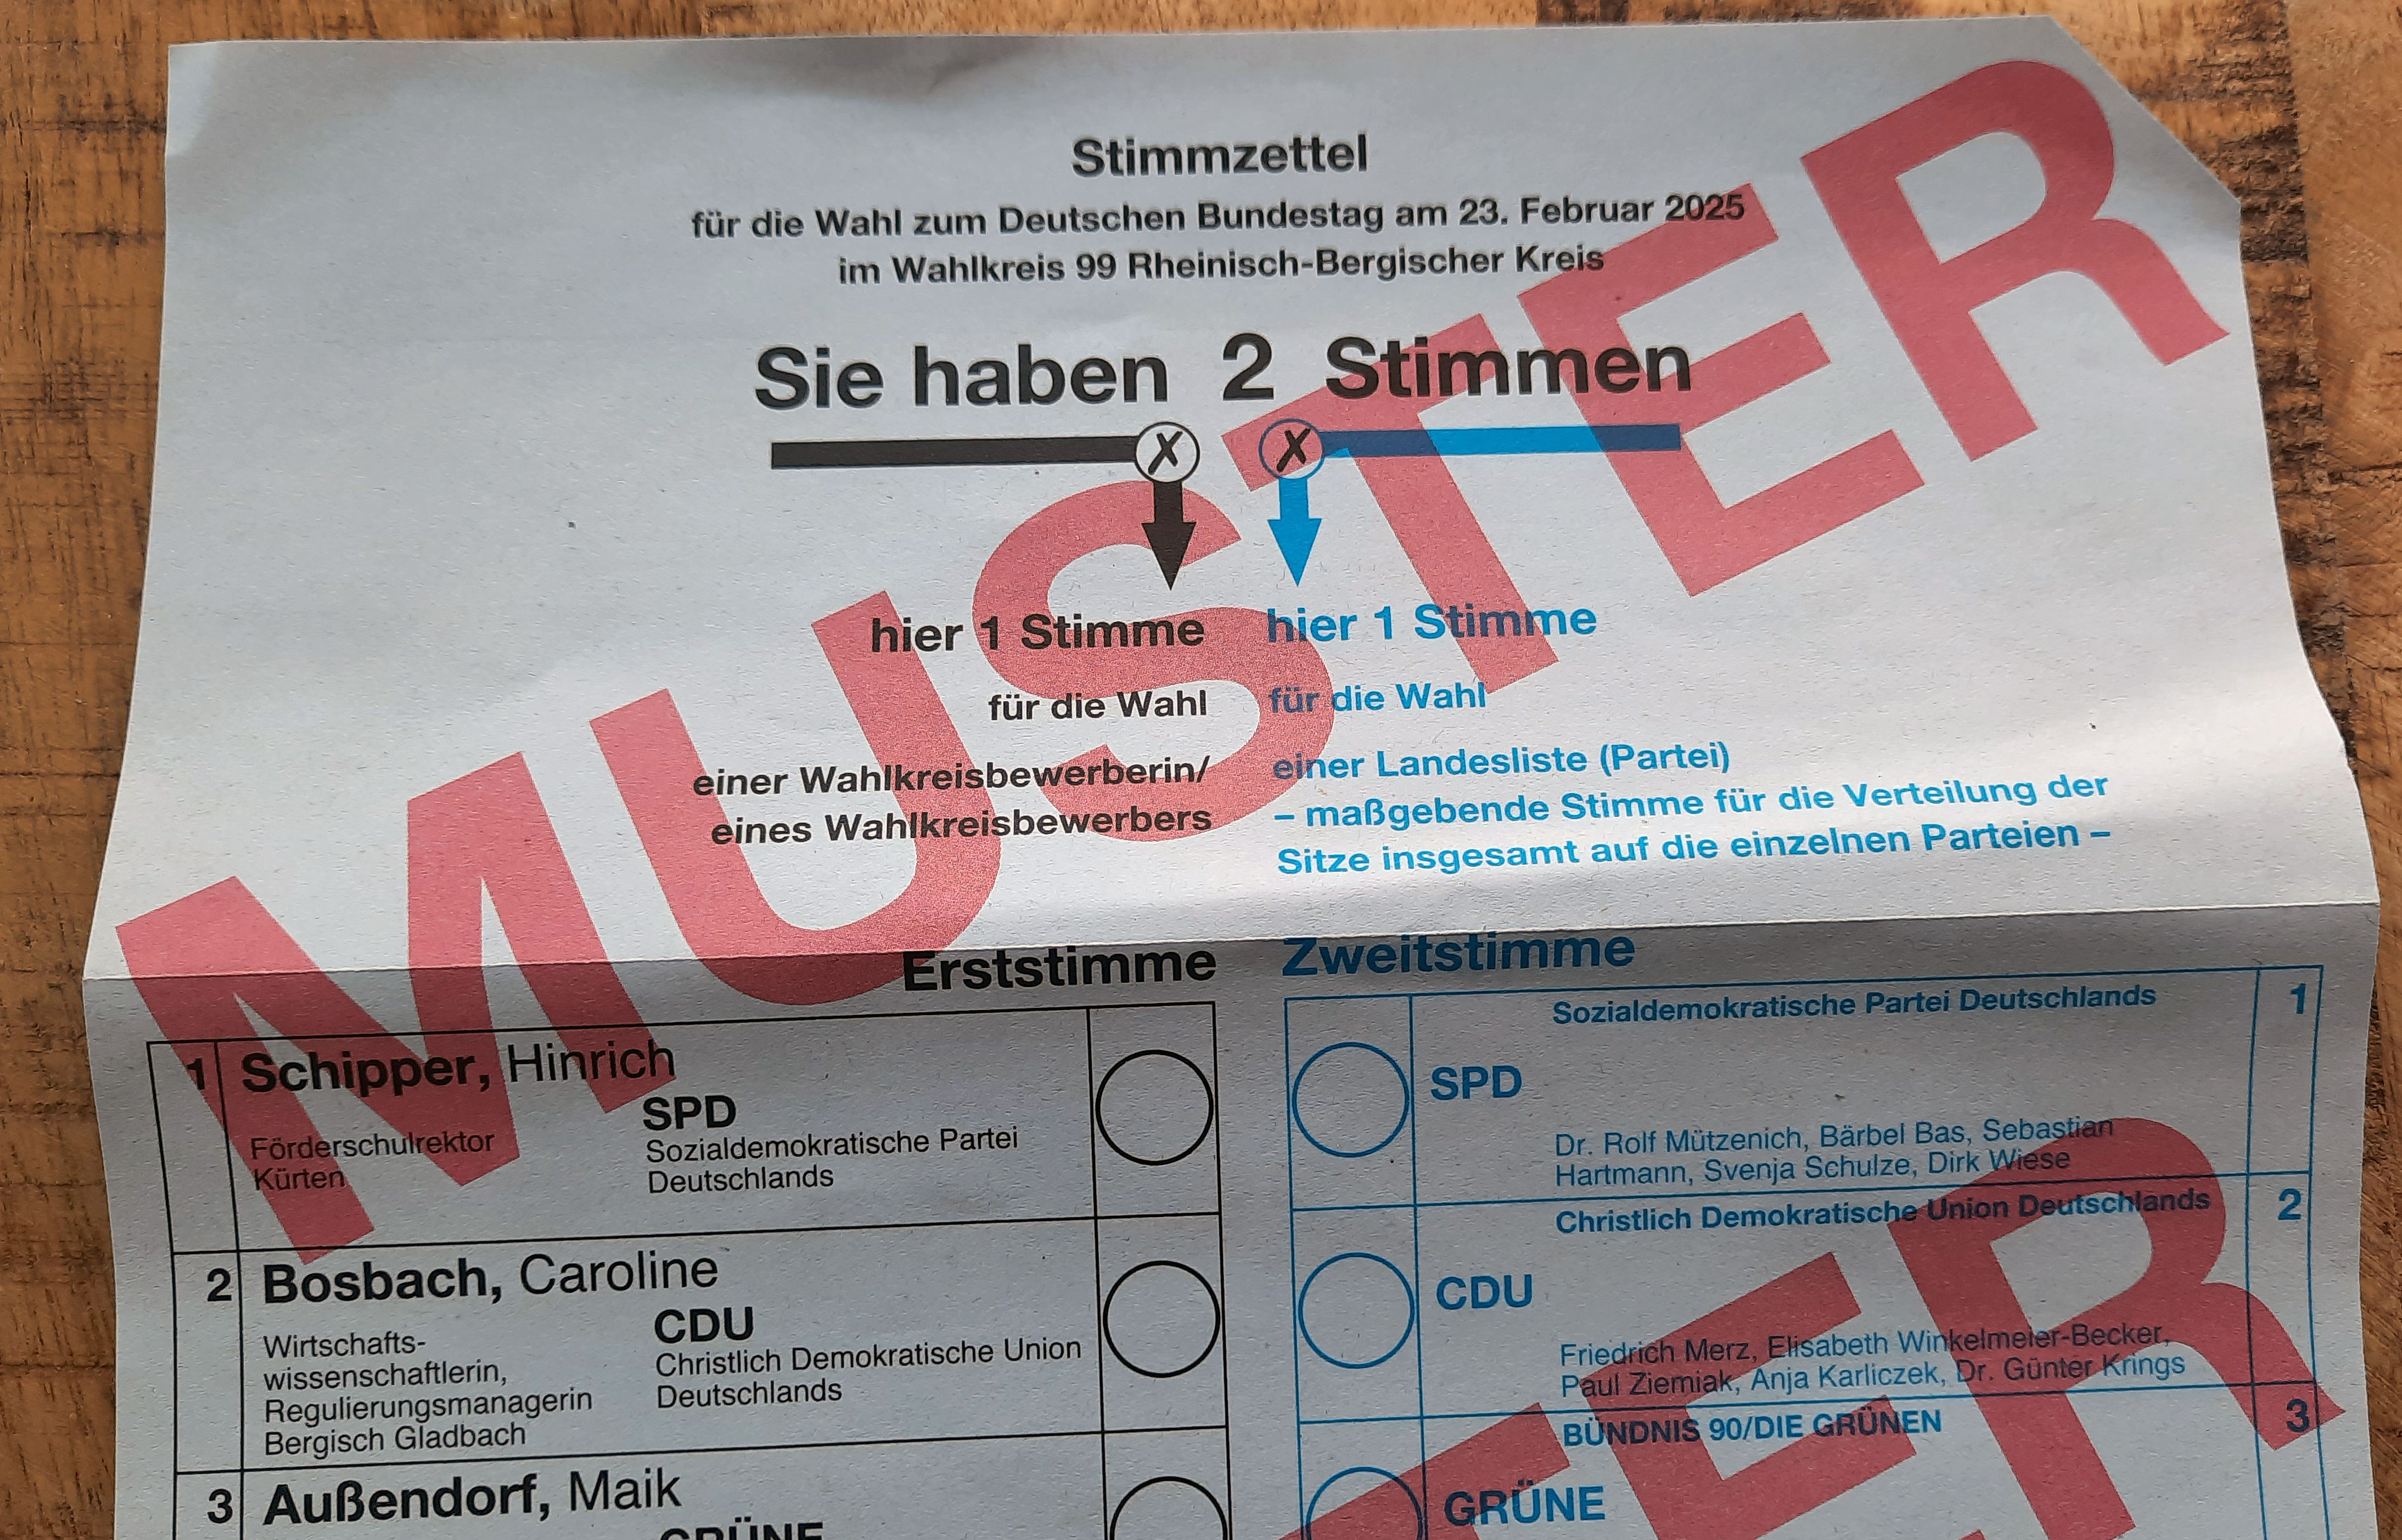 Stimmzettel
für die Wahl zum Deutschen Bundestag am 23. Februar 2025
im Wahlkreis 99 Rheinisch-Bergischer Kreis
Sie haben 2 Stimmen
X X
hier 1 Stimme
für die Wahl
einer Wahlkreisbewerberin/
eines Wahlkreisbewerbers
hier 1 Stimme
für die Wahl
einer Landesliste (Partei)
– maßgebende Stimme für die Verteilung der
Sitze insgesamt auf die einzelnen Parteien –
MUSTER
Erststimme
1 Schipper, Hinrich
SPD
Förderschulrektor
Kürten
Sozialdemokratische Partei
Deutschlands
2 Bosbach, Caroline
CDU
Wirtschafts-
wissenschaftlerin,
Regulierungsmanagerin
Bergisch Gladbach
Christlich Demokratische Union
Deutschlands
3 Außendorf, Maik
GRÜNE
Zweitstimme
Sozialdemokratische Partei Deutschlands 1
SPD
Dr. Rolf Mützenich, Bärbel Bas, Sebastian
Hartmann, Svenja Schulze, Dirk Wiese
Christlich Demokratische Union Deutschlands 2
CDU
Friedrich Merz, Elisabeth Winkelmeier-Becker,
Paul Ziemiak, Anja Karliczek, Dr. Günter Krings
BÜNDNIS 90/DIE GRÜNEN 3
GRÜNE
TER